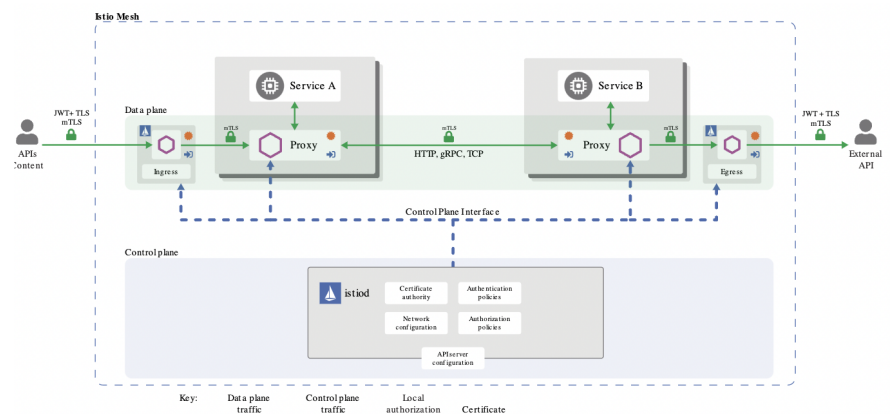 Istio Mesh
Service A
Service B
Data plane
JWT+ TLS
mTLS
mTLS
mTLS
mTLS
JWT + TLS
mTLS
Proxy
Proxy
APIs
Content
HTTP, gRPC, TCP
External
API
Ingress
Egress
Control Plane Interface
Control plane
istiod
Certificate
authority
Authentication
policies
Network
configuration
Authorization
policies
API server
configuration
Key:
Data plane
traffic
Control plane
traffic
Local
authorization
Certificate